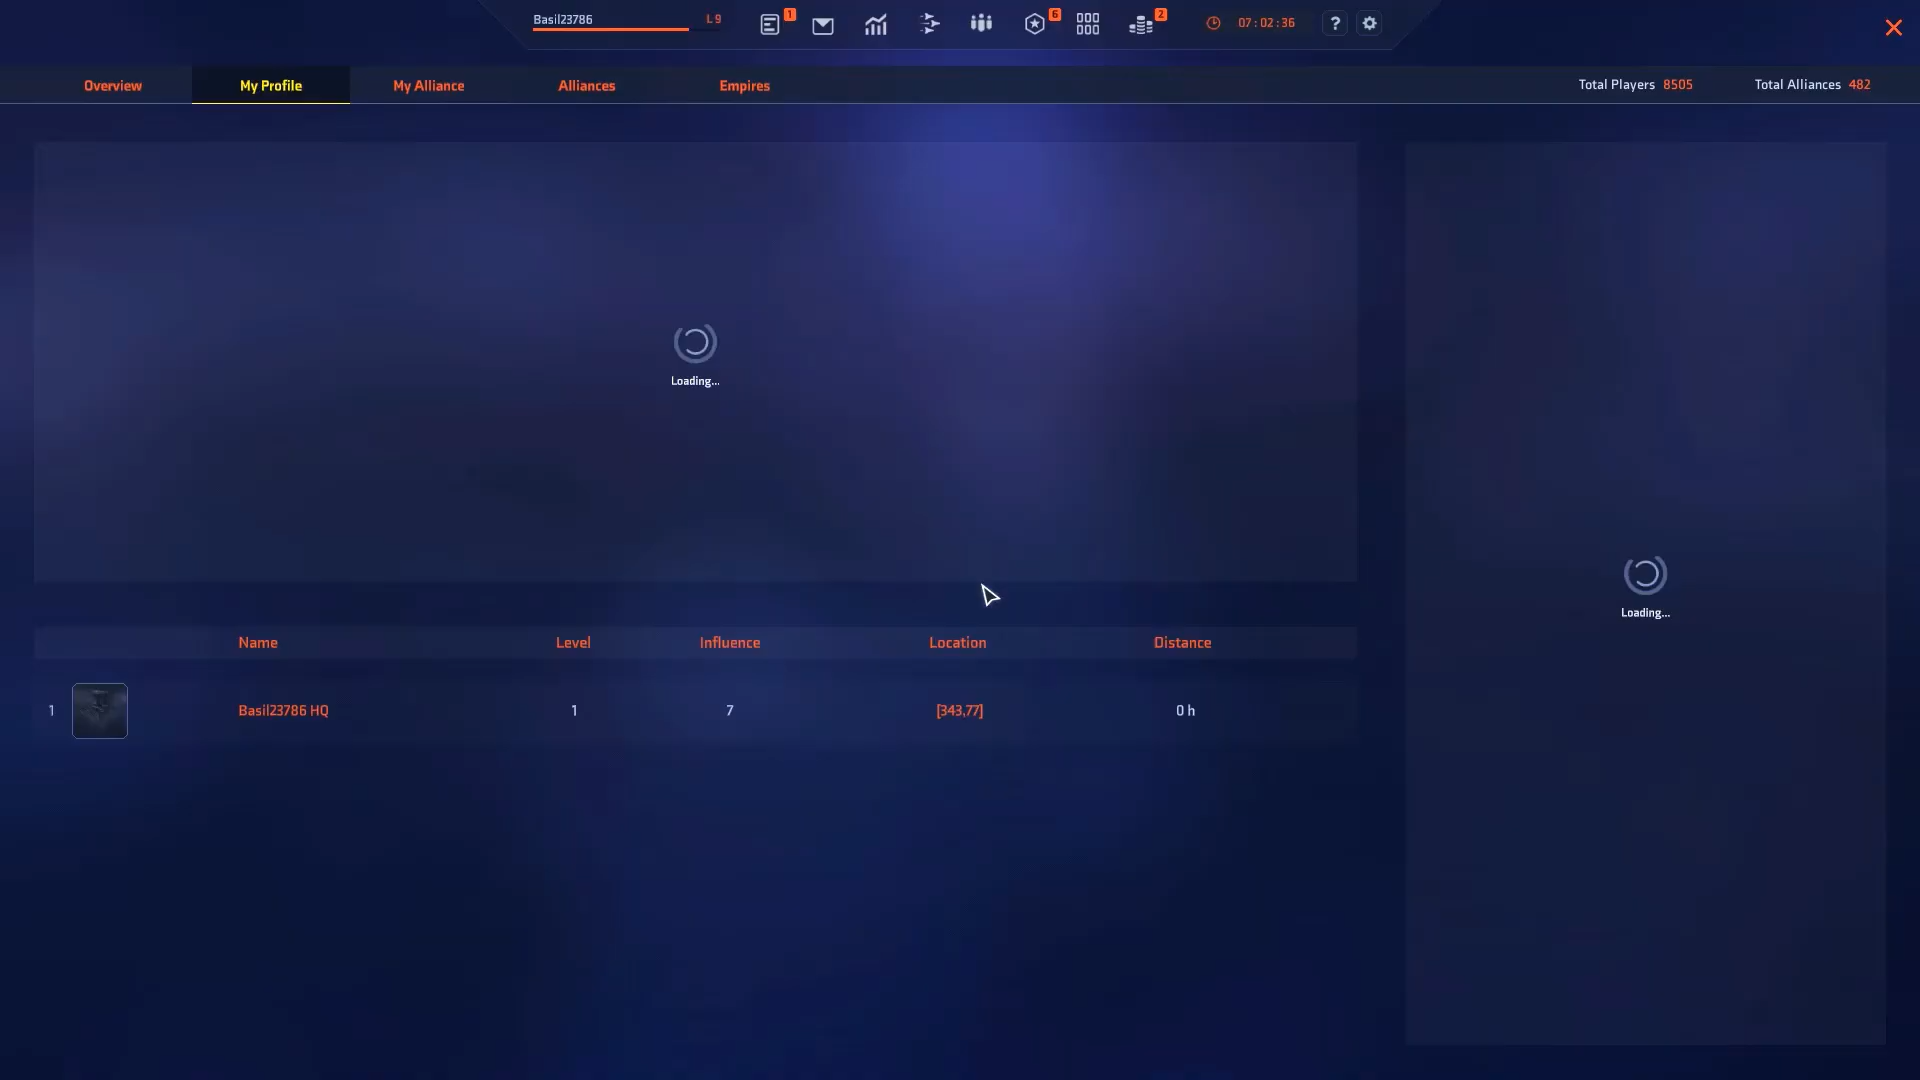 Basil23786 L 9 1 6 2 07 : 02 : 36 ?
Overview My Profile My Alliance Alliances Empires Total Players 8505 Total Alliances 482
Loading...
Loading...
Name Level Influence Location Distance
1 Basil23786 HQ 1 7 [343,77] 0 h